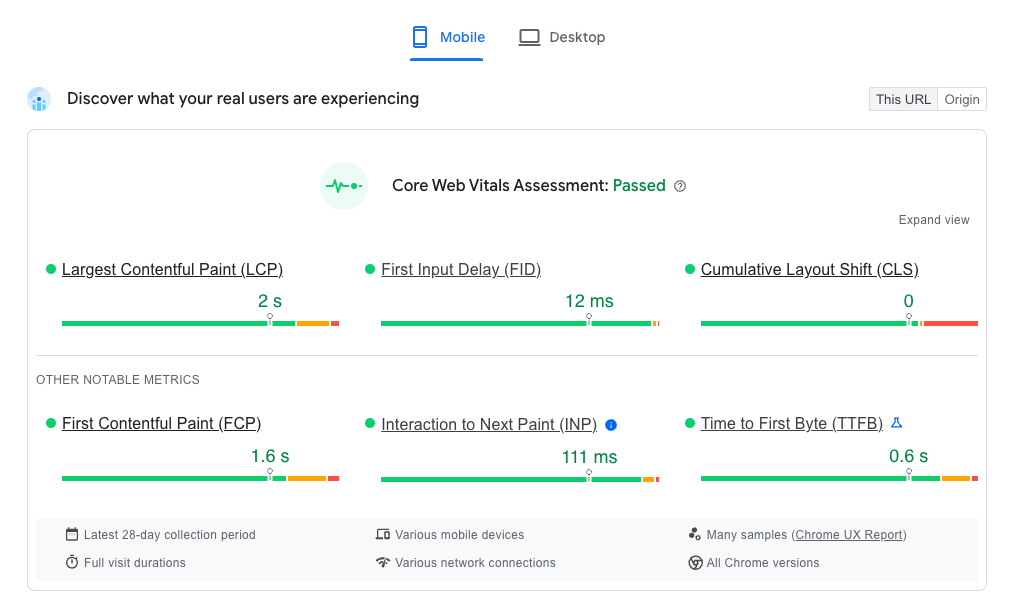 Mobile
Desktop
Discover what your real users are experiencing
This URL
Origin
Core Web Vitals Assessment: Passed
Expand view
Largest Contentful Paint (LCP)
2 s
First Input Delay (FID)
12 ms
Cumulative Layout Shift (CLS)
0
OTHER NOTABLE METRICS
First Contentful Paint (FCP)
1.6 s
Interaction to Next Paint (INP)
111 ms
Time to First Byte (TTFB)
0.6 s
Latest 28-day collection period
Various mobile devices
Many samples (Chrome UX Report)
Full visit durations
Various network connections
All Chrome versions